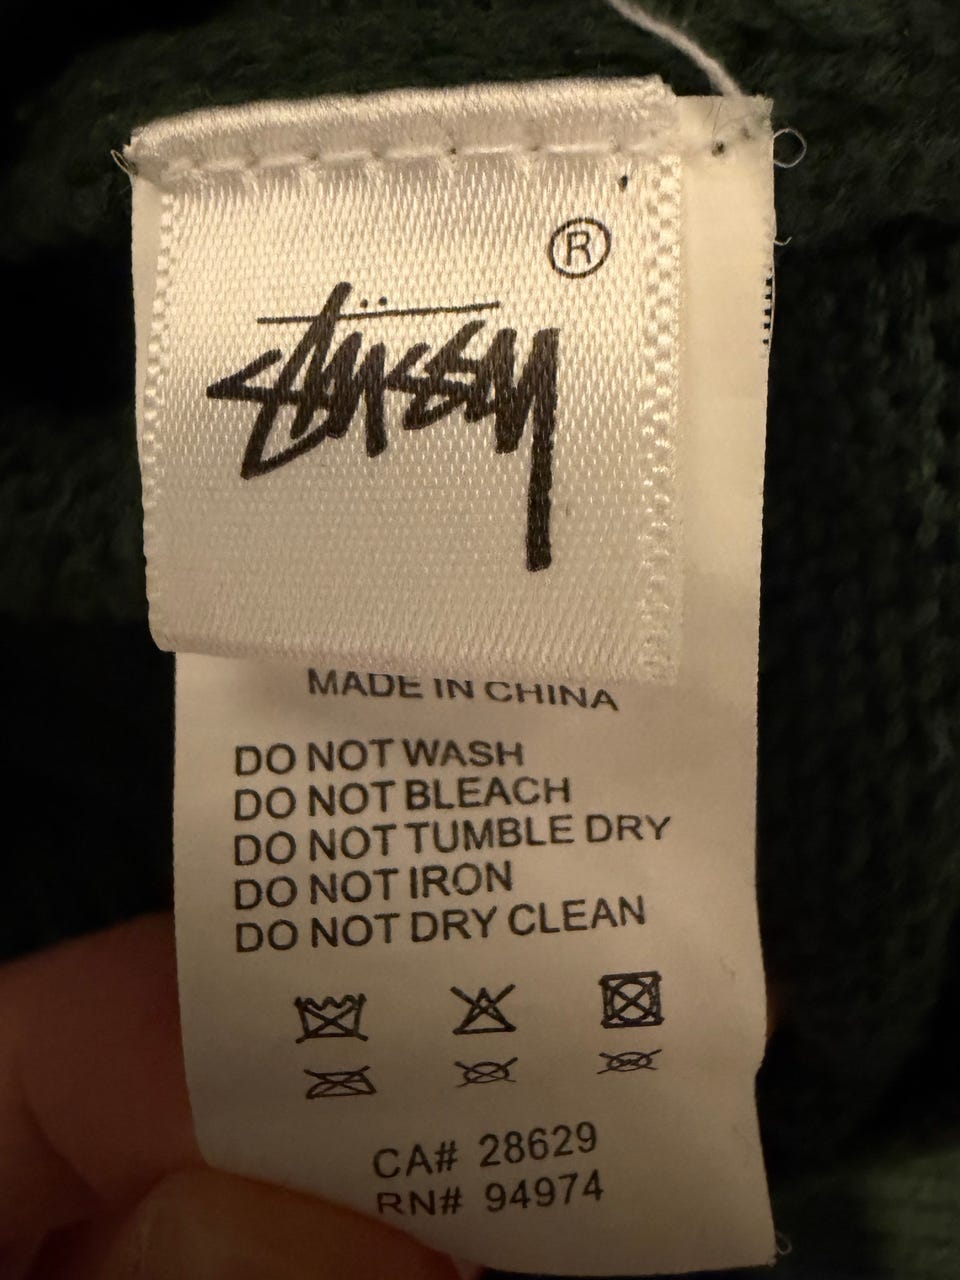 ®
Stüssy
MADE IN CHINA
DO NOT WASH
DO NOT BLEACH
DO NOT TUMBLE DRY
DO NOT IRON
DO NOT DRY CLEAN
CA# 28629
RN# 94974